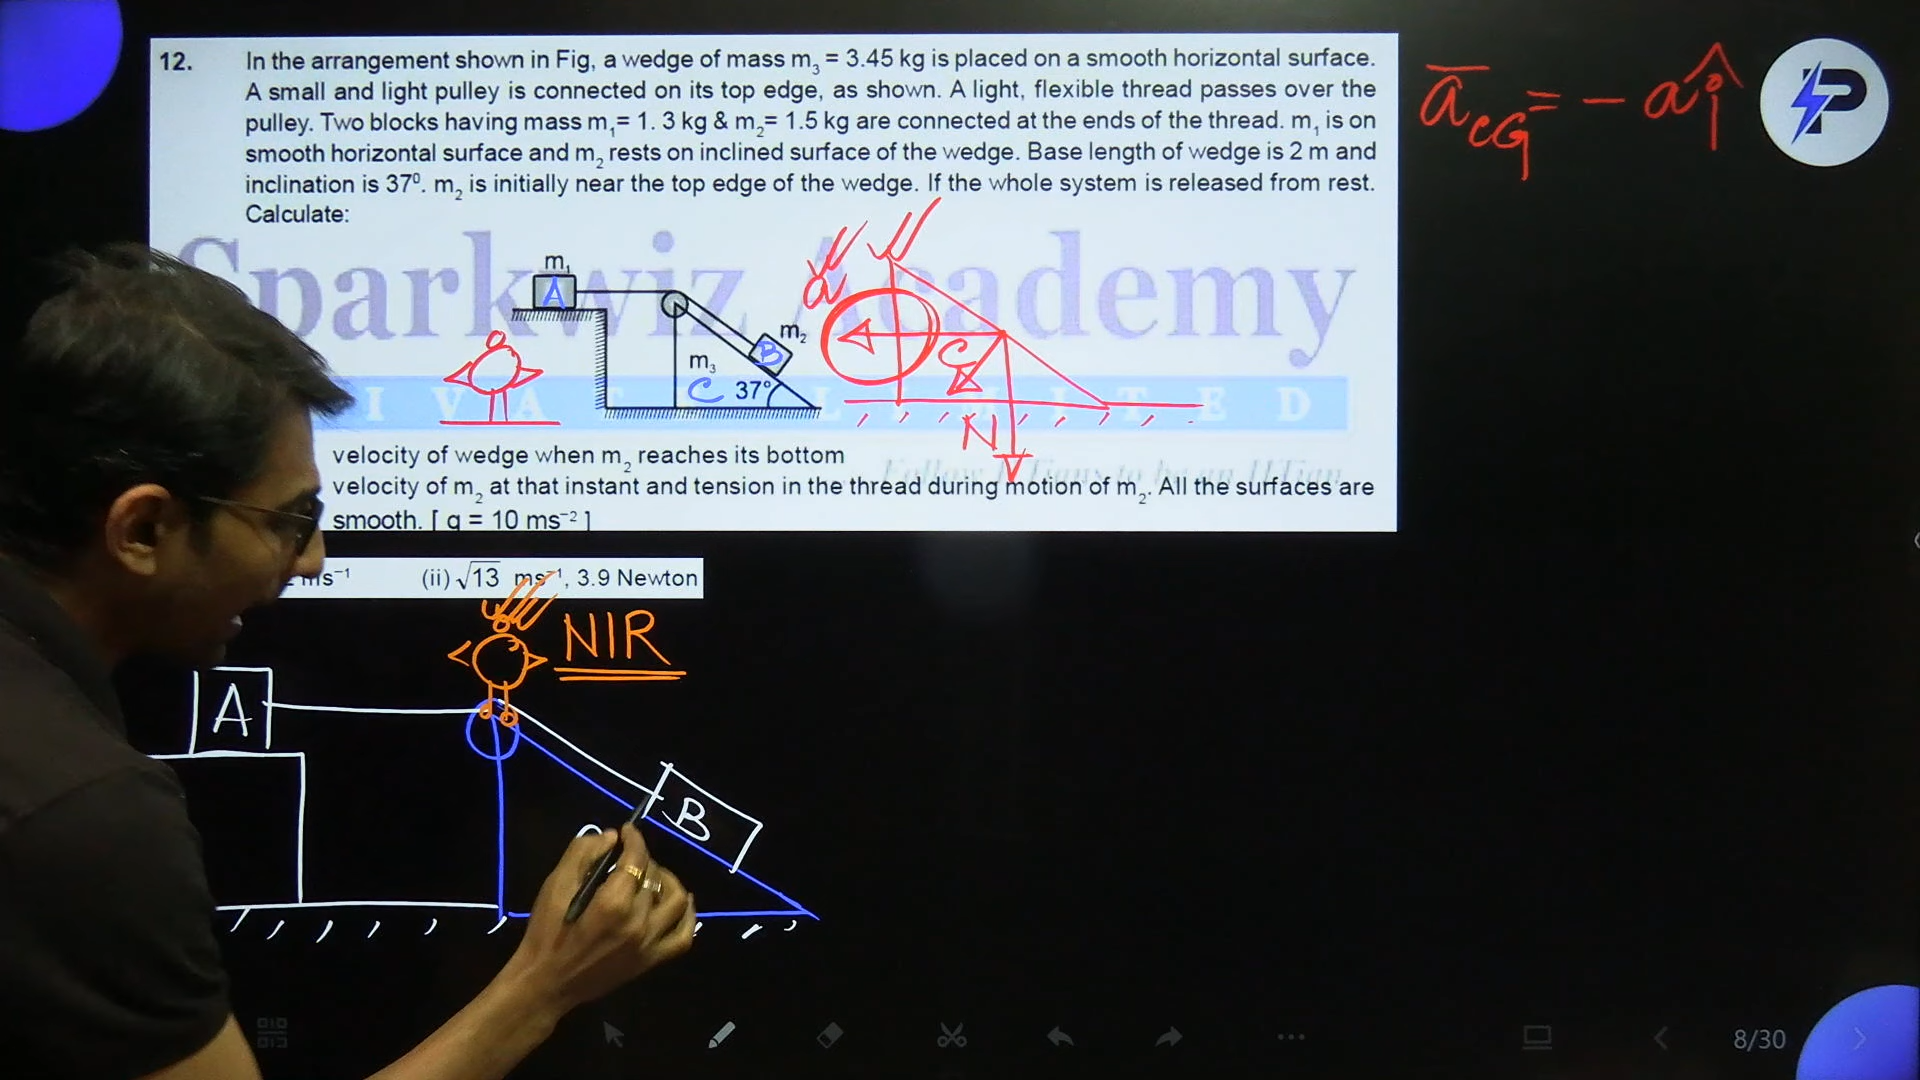 12. In the arrangement shown in Fig, a wedge of mass m₃ = 3.45 kg is placed on a smooth horizontal surface.
A small and light pulley is connected on its top edge, as shown. A light, flexible thread passes over the
pulley. Two blocks having mass m₁= 1. 3 kg & m₂= 1.5 kg are connected at the ends of the thread. m₁ is on
smooth horizontal surface and m₂ rests on inclined surface of the wedge. Base length of wedge is 2 m and
inclination is 37⁰. m₂ is initially near the top edge of the wedge. If the whole system is released from rest.
Calculate:
a̅_CG = − a î
P
Sparkwiz Academy
m₁
A
a
m₂
B
m₃
C
37°
C
N
velocity of wedge when m₂ reaches its bottom
Follow
velocity of m₂ at that instant and tension in the thread during motion of m₂. All the surfaces are
smooth. [ g = 10 ms⁻² ]
ms⁻¹ (ii) √13 ms⁻¹, 3.9 Newton
NIR
A
B
8/30